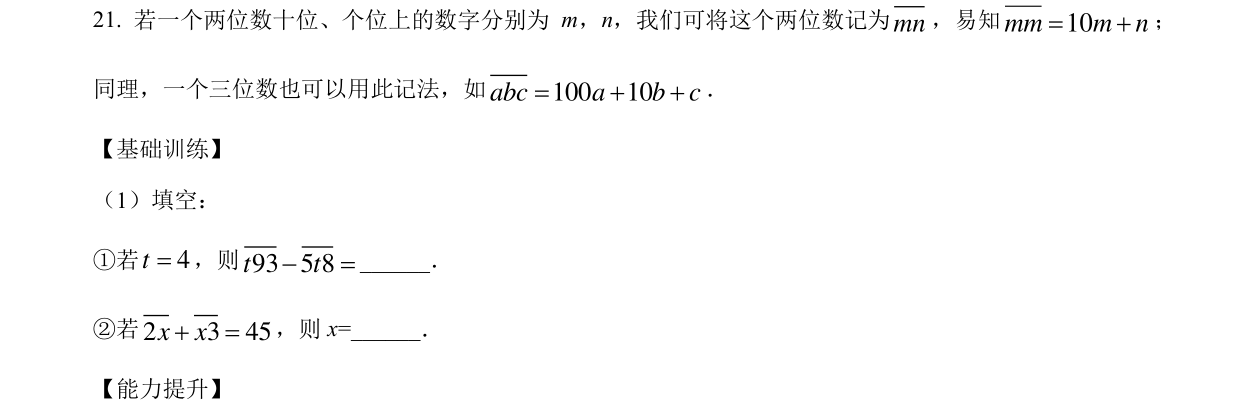 21. 若一个两位数十位、个位上的数字分别为 m，n，我们可将这个两位数记为 $\overline{mn}$，易知 $\overline{mm}=10m+n$；
同理，一个三位数也可以用此记法，如 $\overline{abc}=100a+10b+c$．
【基础训练】
（1）填空：
①若 $t=4$，则 $\overline{t93}-\overline{5t8}=$______．
②若 $\overline{2x}+\overline{x3}=45$，则 x=______．
【能力提升】